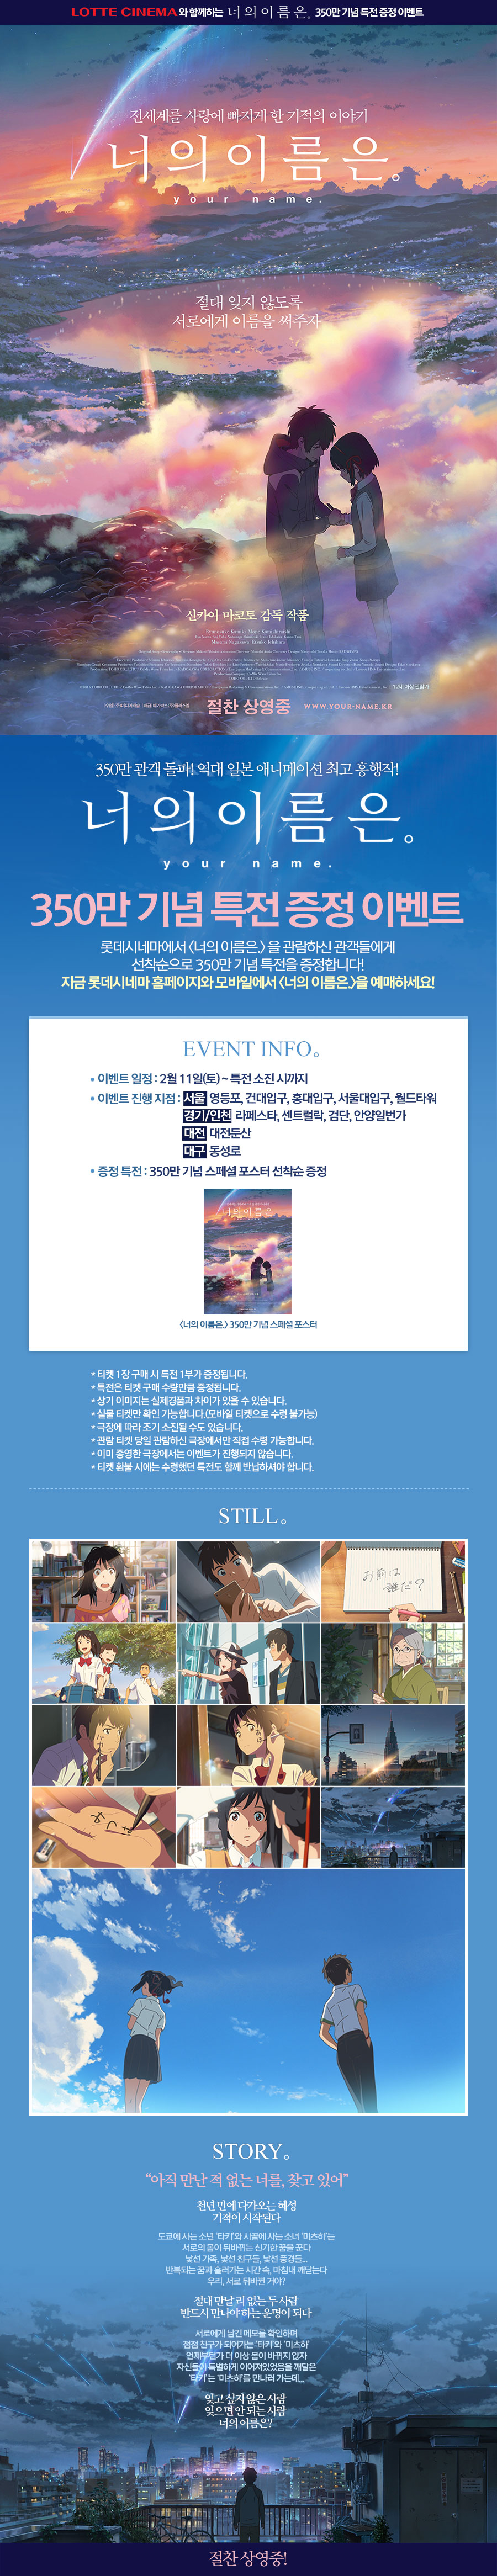 LOTTE CINEMA와 함께하는 너의 이름은。 350만 기념 특전 증정 이벤트
전세계를 사랑에 빠지게 한 기적의 이야기
너의 이름은。
your name.
절대 잊지 않도록
서로에게 이름을 써주자
신카이 마코토 감독 작품
Ryunosuke Kamiki Mone Kamishiraishi
Masami Nagasawa Etsuko Ichihara
12세 이상 관람가
절찬 상영중 WWW.YOUR-NAME.KR
350만 관객 돌파! 역대 일본 애니메이션 최고 흥행작!
너의 이름은。
your name.
350만 기념 특전 증정 이벤트
롯데시네마에서 <너의 이름은.> 을 관람하신 관객들에게
선착순으로 350만 기념 특전을 증정합니다!
지금 롯데시네마 홈페이지와 모바일에서 <너의 이름은.>을 예매하세요!
EVENT INFO。
• 이벤트 일정 : 2월 11일(토) ~ 특전 소진 시까지
• 이벤트 진행 지점 : 서울 영등포, 건대입구, 홍대입구, 서울대입구, 월드타워
경기/인천 라페스타, 센트럴락, 검단, 안양일번가
대전 대전둔산
대구 동성로
• 증정 특전 : 350만 기념 스페셜 포스터 선착순 증정
너의 이름은
<너의 이름은.> 350만 기념 스페셜 포스터
* 티켓 1장 구매 시 특전 1부가 증정됩니다.
* 특전은 티켓 구매 수량만큼 증정됩니다.
* 상기 이미지는 실제경품과 차이가 있을 수 있습니다.
* 실물 티켓만 확인 가능합니다.(모바일 티켓으로 수령 불가능)
* 극장에 따라 조기 소진될 수도 있습니다.
* 관람 티켓 당일 관람하신 극장에서만 직접 수령 가능합니다.
* 이미 종영한 극장에서는 이벤트가 진행되지 않습니다.
* 티켓 환불 시에는 수령했던 특전도 함께 반납하셔야 합니다.
STILL。
お前は
誰だ?
STORY。
“아직 만난 적 없는 너를, 찾고 있어”
천년 만에 다가오는 혜성
기적이 시작된다
도쿄에 사는 소년 ‘타키’와 시골에 사는 소녀 ‘미츠하’는
서로의 몸이 뒤바뀌는 신기한 꿈을 꾼다
낯선 가족, 낯선 친구들, 낯선 풍경들...
반복되는 꿈과 흘러가는 시간 속, 마침내 깨닫는다
우리, 서로 뒤바뀐 거야?
절대 만날 리 없는 두 사람
반드시 만나야 하는 운명이 되다
서로에게 남긴 메모를 확인하며
점점 친구가 되어가는 ‘타키’와 ‘미츠하’
언제부턴가 더 이상 몸이 바뀌지 않자
자신들이 특별하게 이어져있었음을 깨달은
‘타키’는 ‘미츠하’를 만나러 가는데...
잊고 싶지 않은 사람
잊으면 안 되는 사람
너의 이름은?
절찬 상영중!